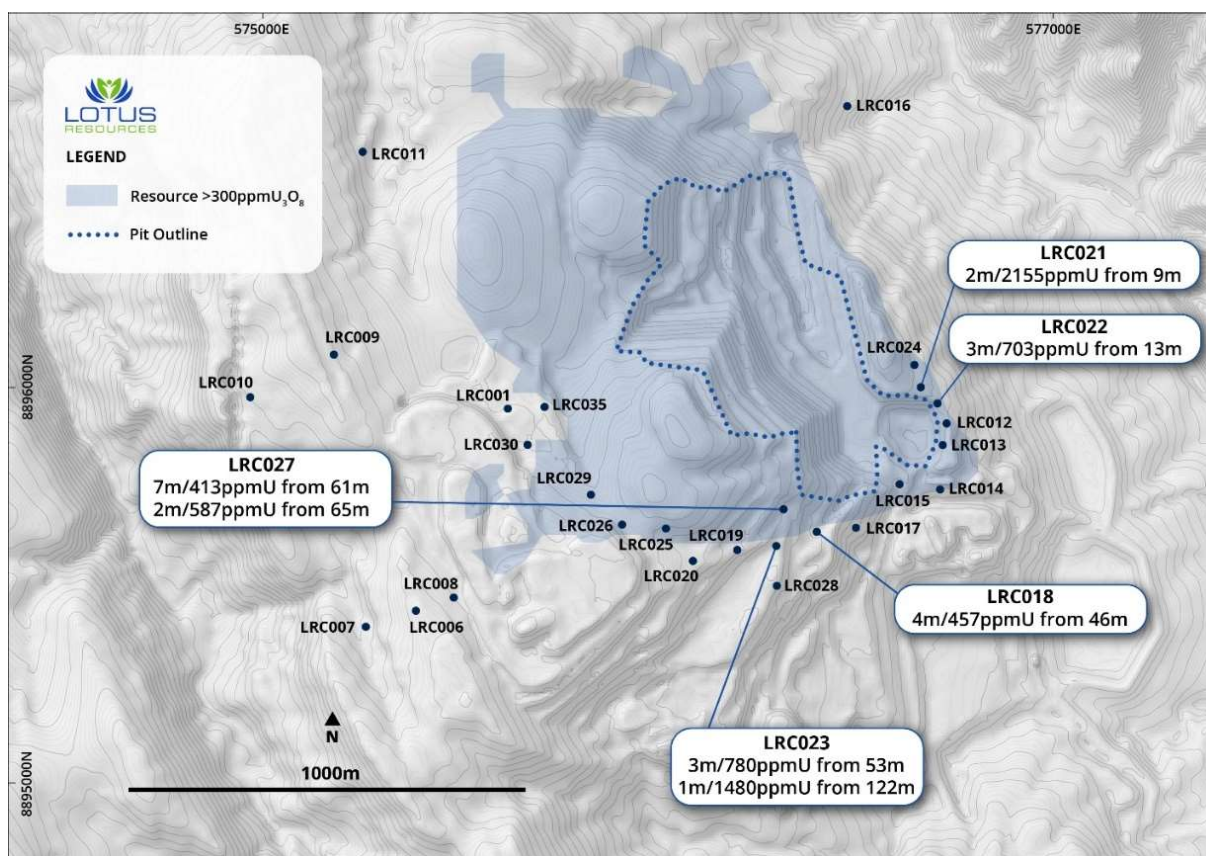 575000E
577000E
LOTUS
RESOURCES
LEGEND
Resource >300ppmU₃O₈
Pit Outline
LRC016
LRC011
LRC021
2m/2155ppmU from 9m
LRC022
3m/703ppmU from 13m
LRC024
LRC009
LRC010
8896000N
LRC001
LRC035
LRC012
LRC030
LRC013
LRC027
7m/413ppmU from 61m
2m/587ppmU from 65m
LRC029
LRC015
LRC014
LRC026
LRC025
LRC019
LRC017
LRC020
LRC028
LRC008
LRC018
4m/457ppmU from 46m
LRC007
LRC006
N
1000m
LRC023
3m/780ppmU from 53m
1m/1480ppmU from 122m
8895000N